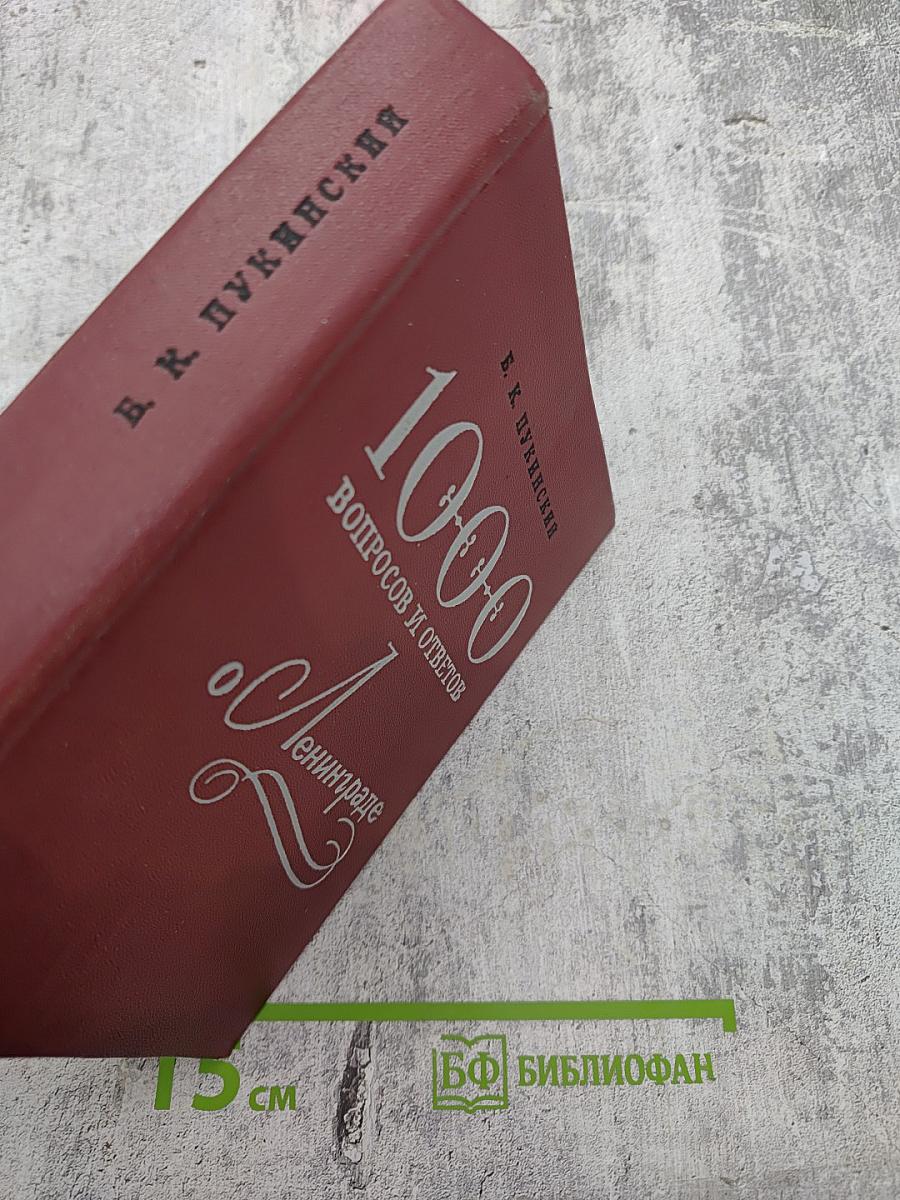 Б. К. ПУКИНСКИЙ
Б. К. ПУКИНСКИЙ
1000
ВОПРОСОВ И ОТВЕТОВ
о Ленинграде
15 см
БФ БИБЛИОФАН